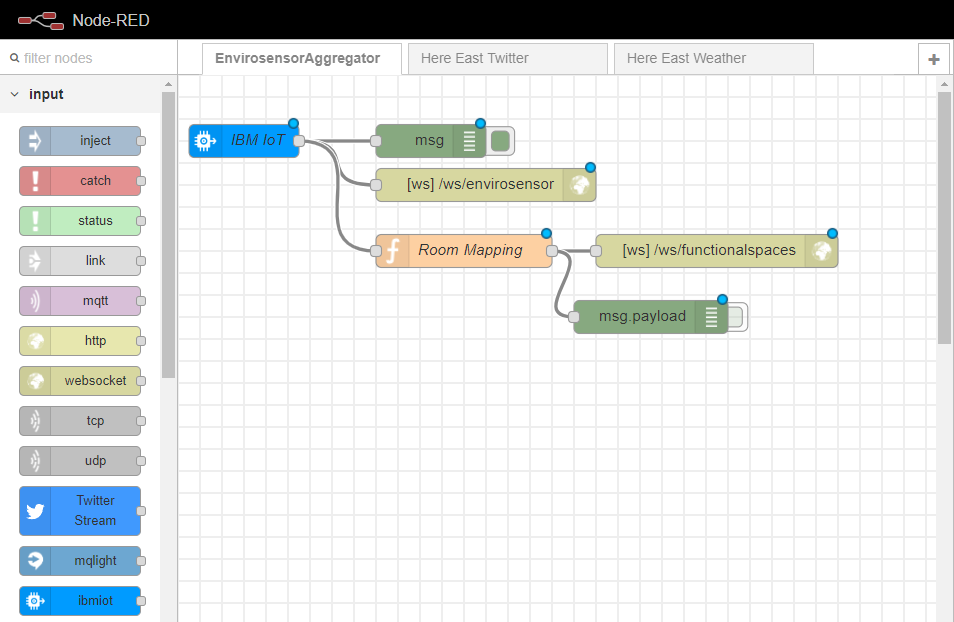 Node-RED
filter nodes
EnvirosensorAggregator
Here East Twitter
Here East Weather
+
input
inject
catch
status
link
mqtt
http
websocket
tcp
udp
Twitter
Stream
mqlight
ibmiot
IBM IoT
msg
[ws] /ws/envirosensor
Room Mapping
[ws] /ws/functionalspaces
msg.payload